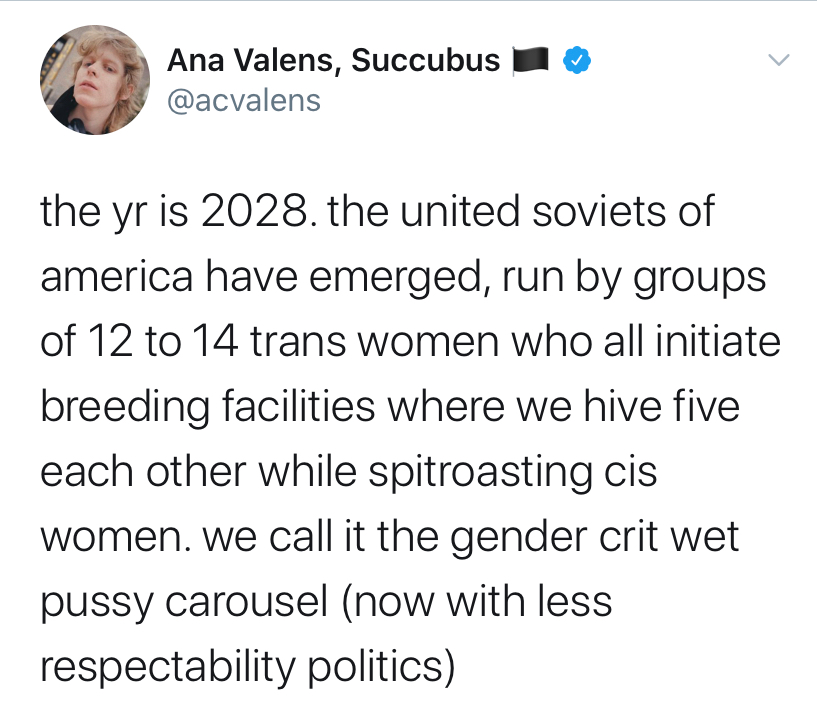 Ana Valens, Succubus 🏴
@acvalens
the yr is 2028. the united soviets of
america have emerged, run by groups
of 12 to 14 trans women who all initiate
breeding facilities where we hive five
each other while spitroasting cis
women. we call it the gender crit wet
pussy carousel (now with less
respectability politics)